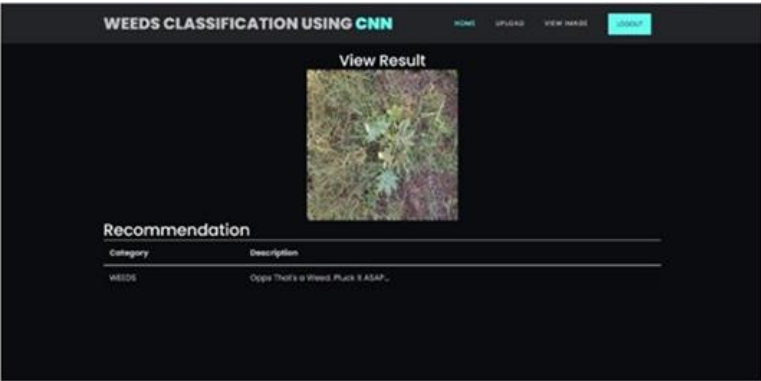 WEEDS CLASSIFICATION USING CNN
HOME UPLOAD VIEW IMAGE LOGOUT
View Result
Recommendation
Category Description
WEEDS Opps That's a Weed. Pluck It ASAP...